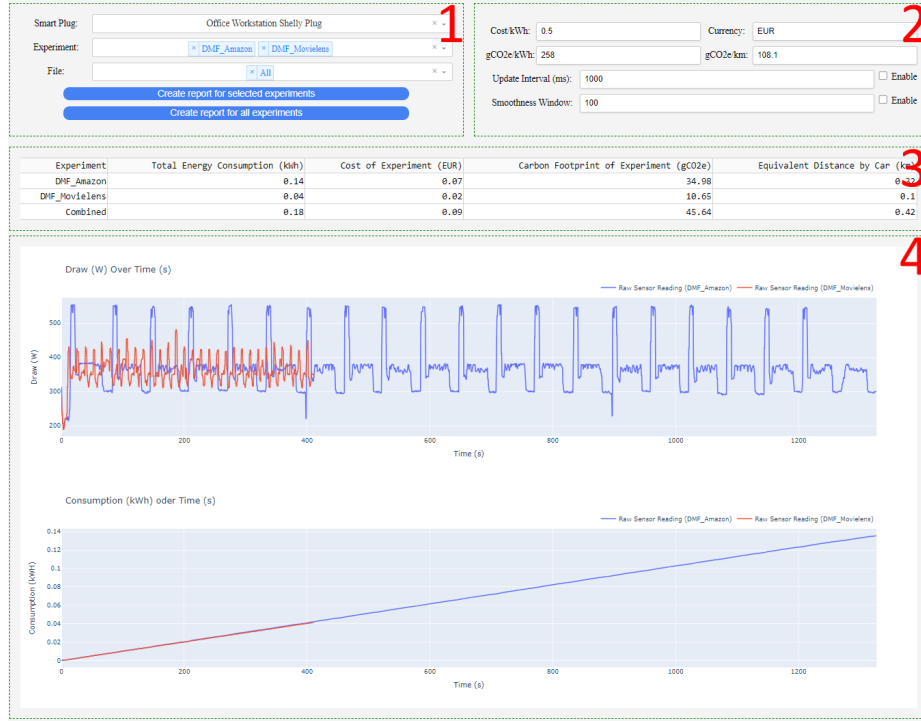 Smart Plug: Office Workstation Shelly Plug × 1
Experiment: × DMF_Amazon × DMF_Movielens ×
File: × All ×
Create report for selected experiments
Create report for all experiments
2
Cost/kWh: 0.5 Currency: EUR
gCO2e/kWh: 258 gCO2e/km: 108.1
Update Interval (ms): 1000 Enable
Smoothness Window: 100 Enable
3
Experiment Total Energy Consumption (kWh) Cost of Experiment (EUR) Carbon Footprint of Experiment (gCO2e) Equivalent Distance by Car (km)
DMF_Amazon 0.14 0.07 34.98 0.32
DMF_Movielens 0.04 0.02 10.65 0.1
Combined 0.18 0.09 45.64 0.42
4
Draw (W) Over Time (s)
Raw Sensor Reading (DMF_Amazon) Raw Sensor Reading (DMF_Movielens)
Draw (W)
500
400
300
200
0 200 400 600 800 1000 1200
Time (s)
Consumption (kWh) oder Time (s)
Raw Sensor Reading (DMF_Amazon) Raw Sensor Reading (DMF_Movielens)
Consumption (kWH)
0.14
0.12
0.1
0.08
0.06
0.04
0.02
0
0 200 400 600 800 1000 1200
Time (s)